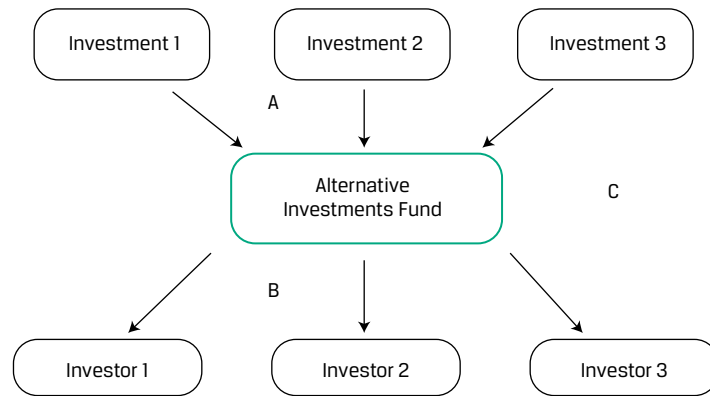 Investment 1
Investment 2
Investment 3
A
Alternative
Investments Fund
C
B
Investor 1
Investor 2
Investor 3